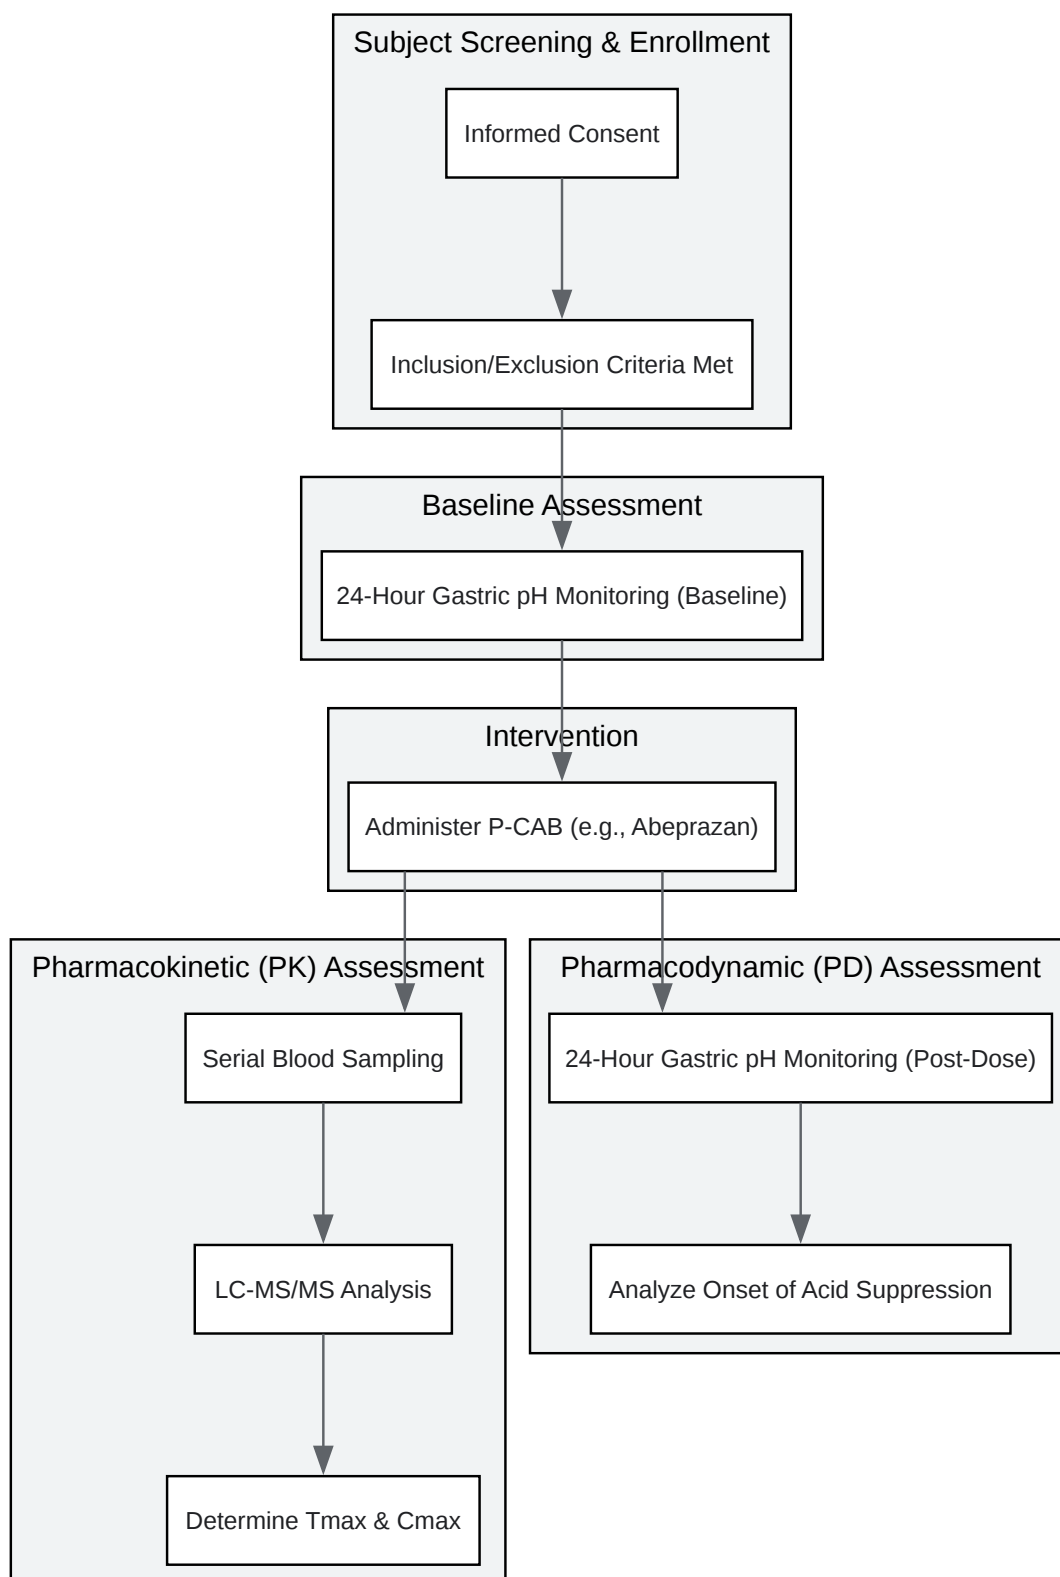 Subject Screening & Enrollment
Informed Consent
Inclusion/Exclusion Criteria Met
Baseline Assessment
24-Hour Gastric pH Monitoring (Baseline)
Intervention
Administer P-CAB (e.g., Abeprazan)
Pharmacokinetic (PK) Assessment
Serial Blood Sampling
LC-MS/MS Analysis
Determine Tmax & Cmax
Pharmacodynamic (PD) Assessment
24-Hour Gastric pH Monitoring (Post-Dose)
Analyze Onset of Acid Suppression